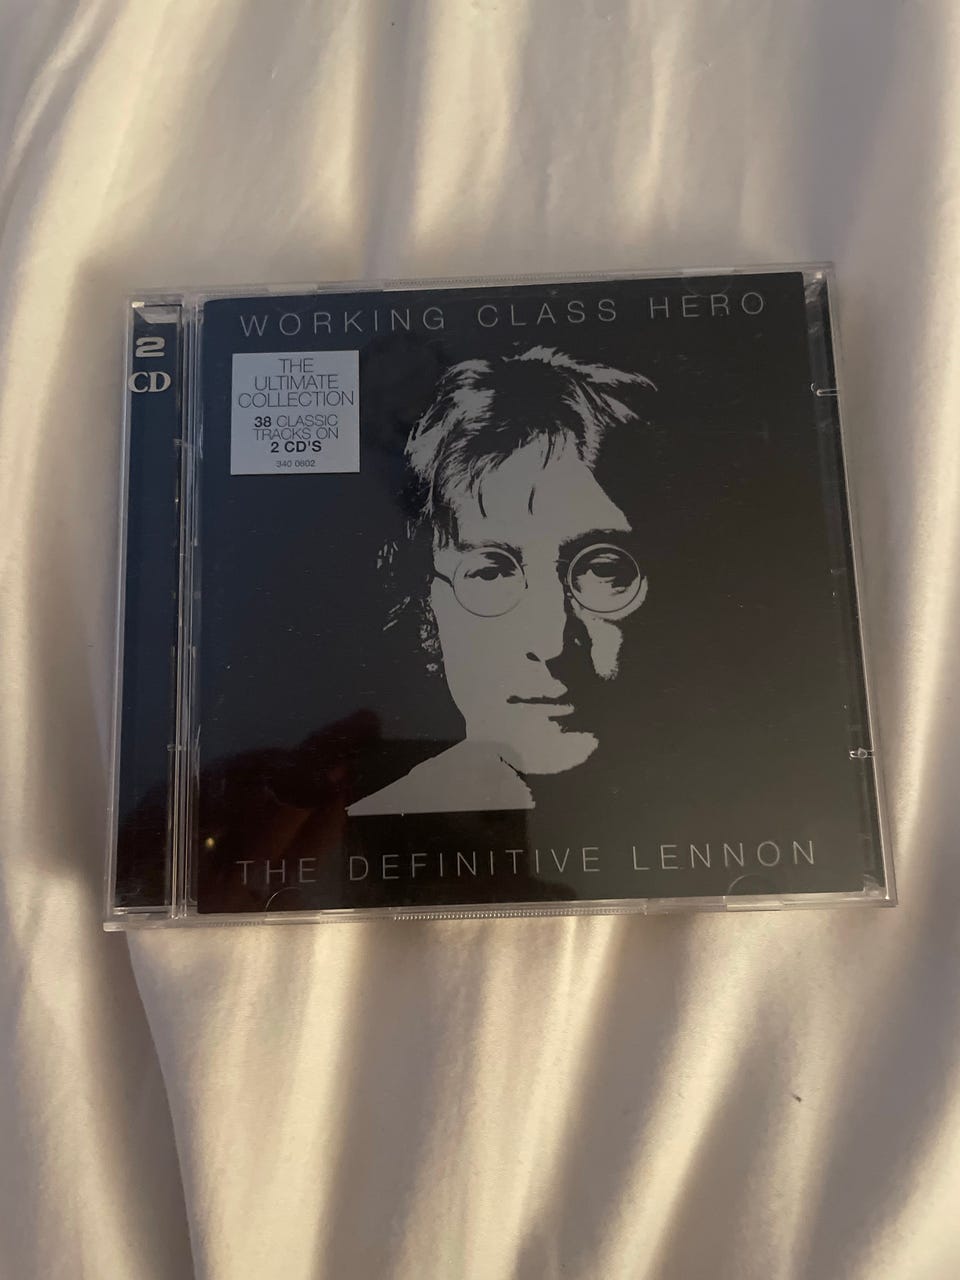 WORKING CLASS HERO
2
CD
THE
ULTIMATE
COLLECTION
38 CLASSIC
TRACKS ON
2 CD'S
340 0602
THE DEFINITIVE LENNON